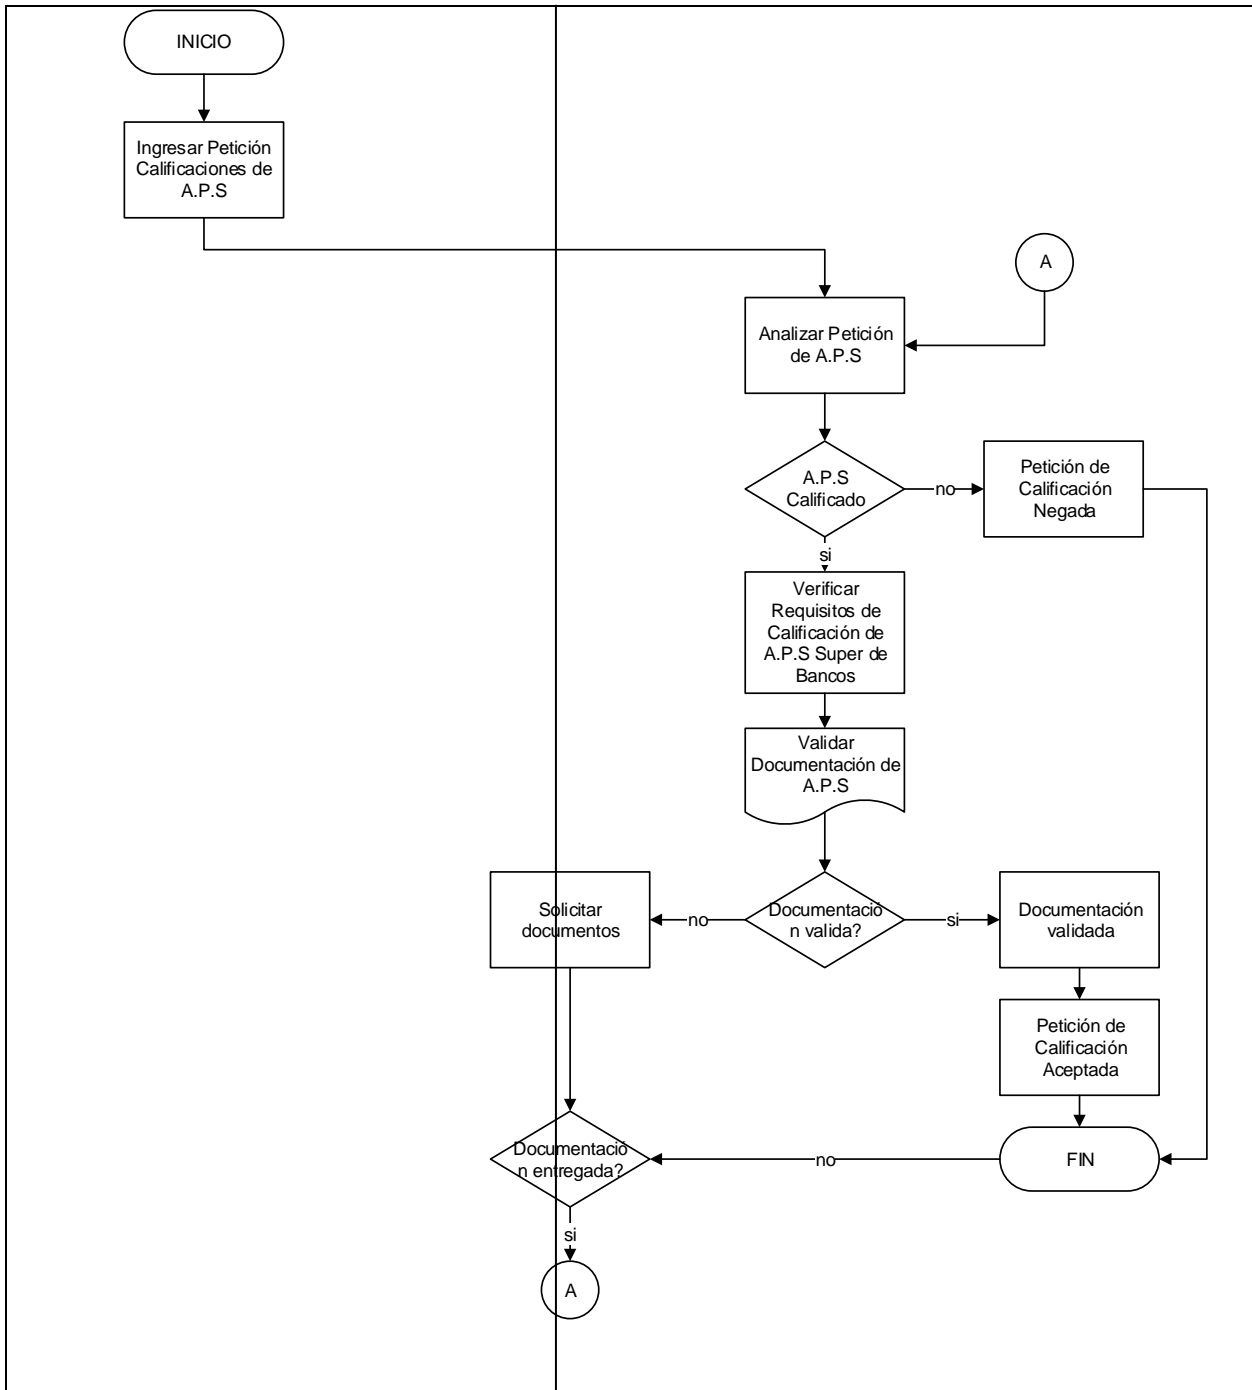 INICIO
Ingresar Petición
Calificaciones de
A.P.S
A
Analizar Petición
de A.P.S
A.P.S
Calificado
no
Petición de
Calificación
Negada
si
Verificar
Requisitos de
Calificación de
A.P.S Super de
Bancos
Validar
Documentación de
A.P.S
Solicitar
documentos
no
Documentació
n valida?
si
Documentación
validada
Petición de
Calificación
Aceptada
Documentació
n entregada?
no
FIN
si
A